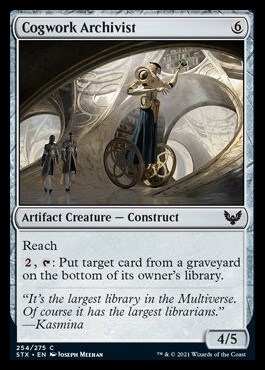 Cogwork Archivist 6
Artifact Creature — Construct
Reach
2, T: Put target card from a graveyard
on the bottom of its owner's library.
"It's the largest library in the Multiverse.
Of course it has the largest librarians."
—Kasmina
4/5
254/275 C
STX • EN JOSEPH MEEHAN
™ & © 2021 Wizards of the Coast